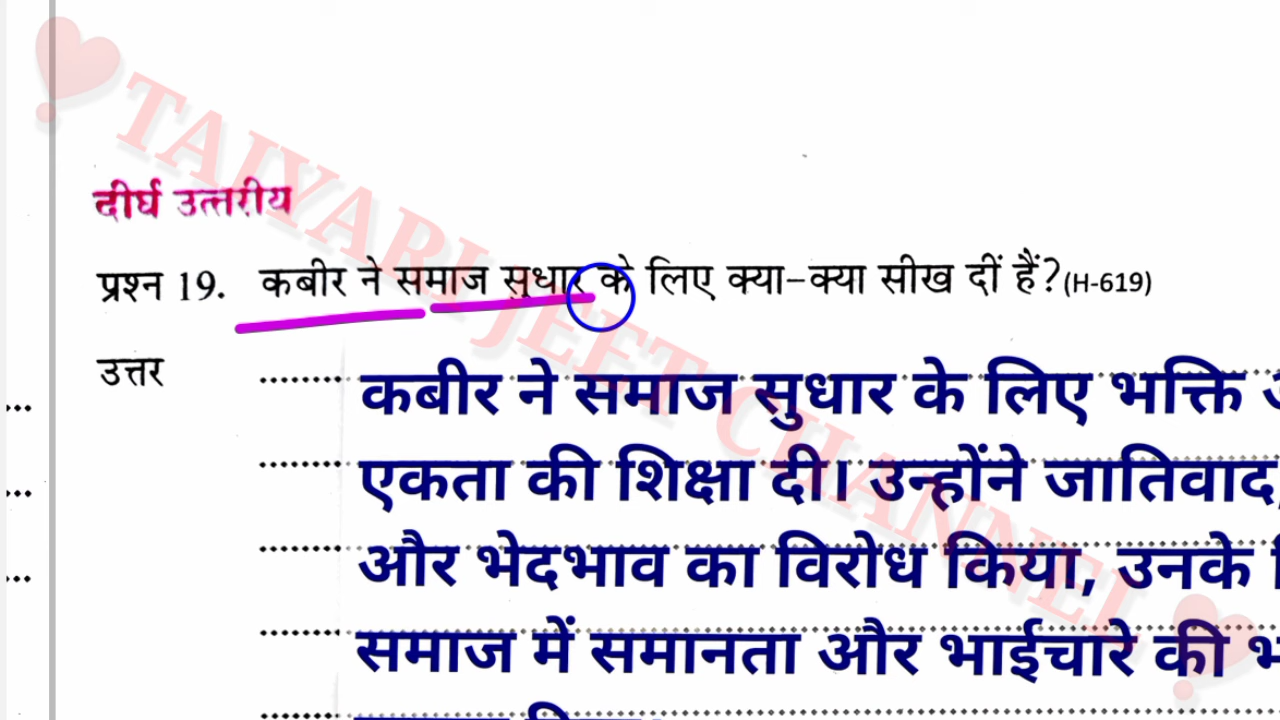 TAIYARI JEET CHANNEL
दीर्घ उत्तरीय
प्रश्न 19. कबीर ने समाज सुधार के लिए क्या-क्या सीख दीं हैं?(H-619)
उत्तर कबीर ने समाज सुधार के लिए भक्ति
एकता की शिक्षा दी। उन्होंने जातिवाद,
और भेदभाव का विरोध किया, उनके
समाज में समानता और भाईचारे की